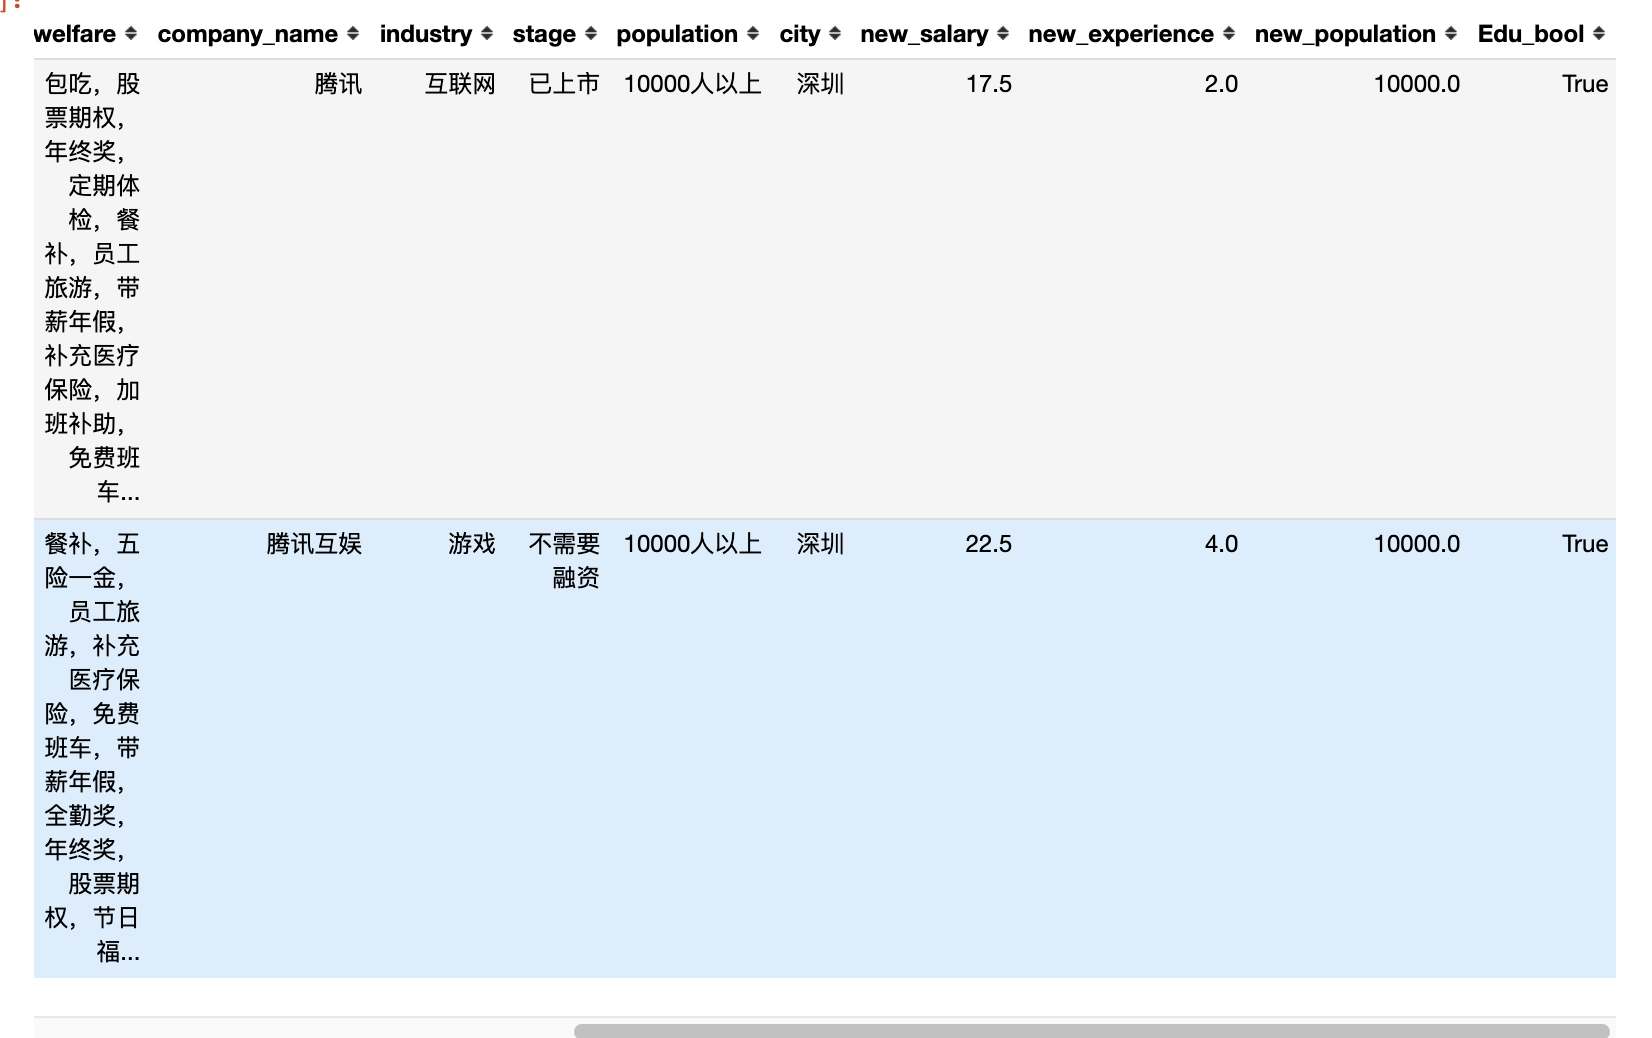 ]:
welfare company_name industry stage population city new_salary new_experience new_population Edu_bool
包吃，股 腾讯 互联网 已上市 10000人以上 深圳 17.5 2.0 10000.0 True
票期权，
年终奖，
定期体
检，餐
补，员工
旅游，带
薪年假，
补充医疗
保险，加
班补助，
免费班
车...
餐补，五 腾讯互娱 游戏 不需要 10000人以上 深圳 22.5 4.0 10000.0 True
险一金， 融资
员工旅
游，补充
医疗保
险，免费
班车，带
薪年假，
全勤奖，
年终奖，
股票期
权，节日
福...